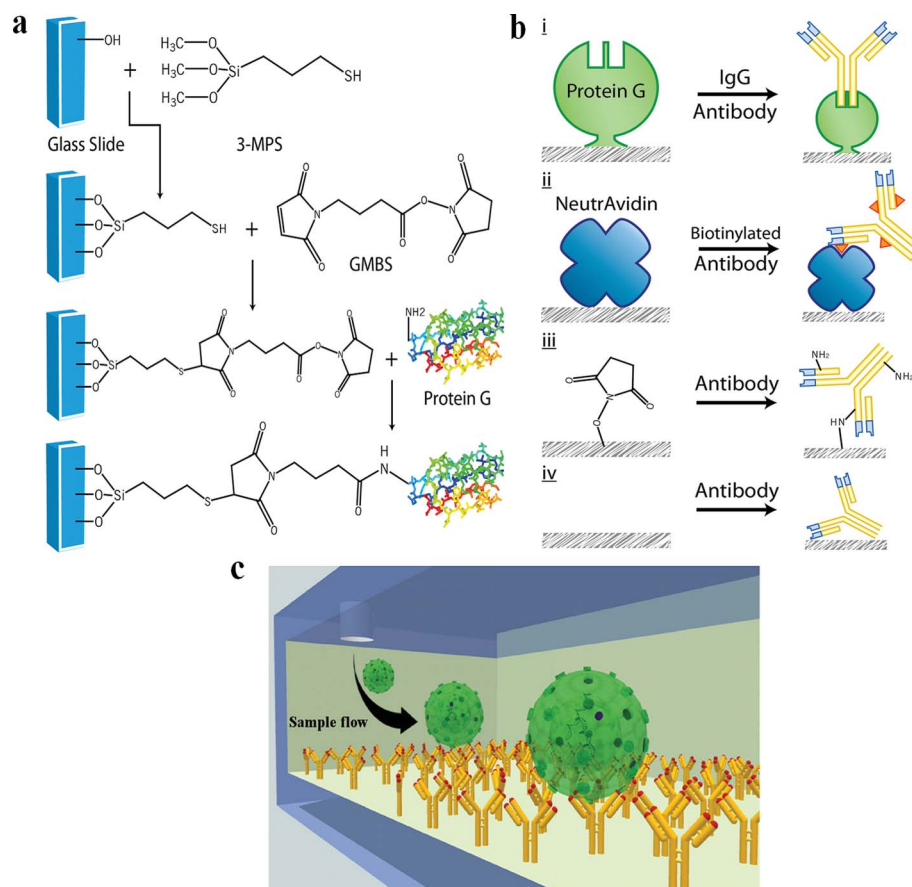 a
OH
H₃C
O
H₃C
O
Si
SH
H₃C
O
+
Glass Slide
3-MPS
O
O
O
Si
SH
+
O
N
O
O
O
O
N
O
GMBS
O
O
O
Si
S
O
N
O
O
O
O
N
O
+
NH2
Protein G
O
O
O
Si
S
O
N
O
O
H
N
b
i
Protein G
IgG
Antibody
ii
NeutrAvidin
Biotinylated
Antibody
iii
O
N
O
O
Antibody
NH₂
NH₂
HN
iv
Antibody
c
Sample flow